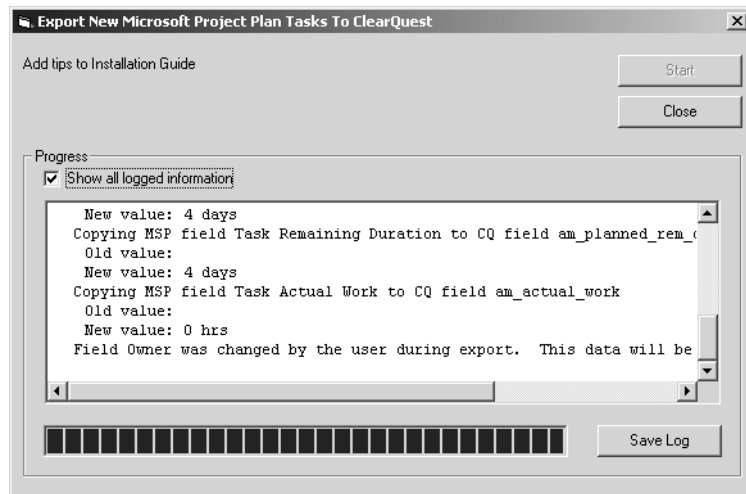 Export New Microsoft Project Plan Tasks To ClearQuest
Add tips to Installation Guide
Start
Close
Progress
Show all logged information
New value: 4 days
Copying MSP field Task Remaining Duration to CQ field am_planned_rem_
Old value:
New value: 4 days
Copying MSP field Task Actual Work to CQ field am_actual_work
Old value:
New value: 0 hrs
Field Owner was changed by the user during export.  This data will be
Save Log